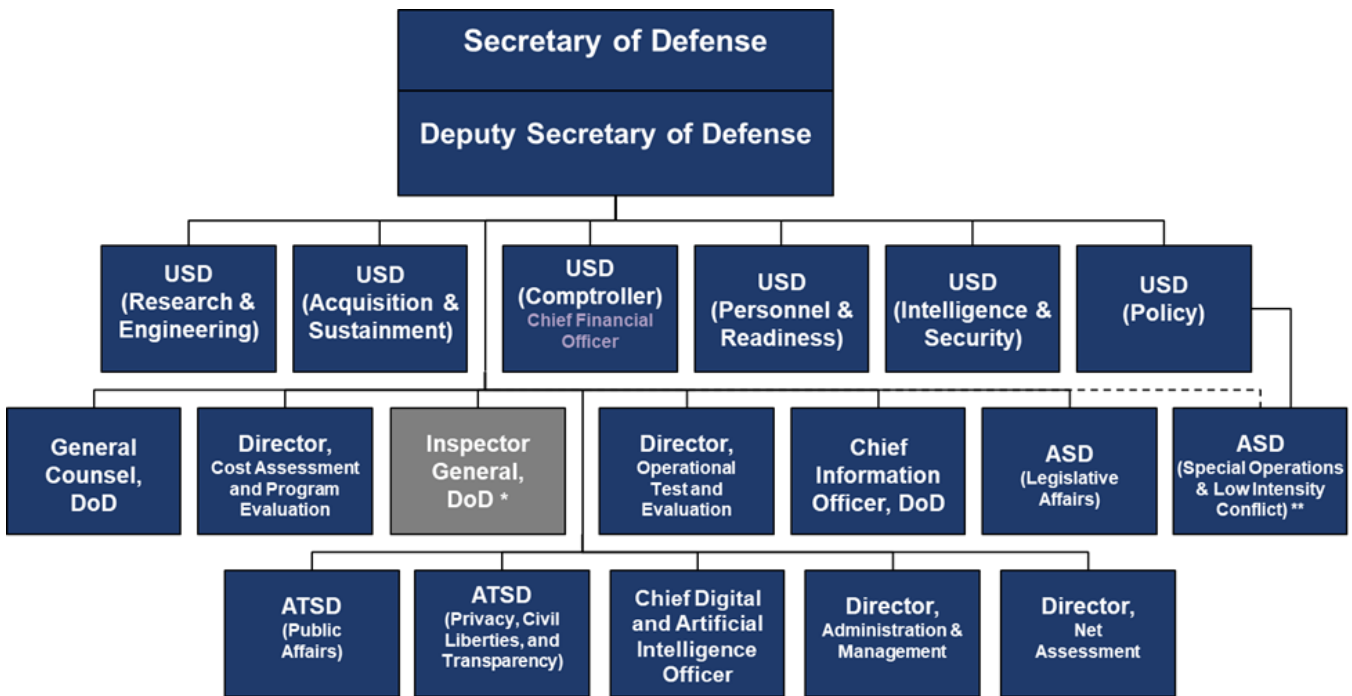 Secretary of Defense
Deputy Secretary of Defense
USD
(Research &
Engineering)
USD
(Acquisition &
Sustainment)
USD
(Comptroller)
Chief Financial
Officer
USD
(Personnel &
Readiness)
USD
(Intelligence &
Security)
USD
(Policy)
General
Counsel,
DoD
Director,
Cost Assessment
and Program
Evaluation
Inspector
General,
DoD *
Director,
Operational
Test and
Evaluation
Chief
Information
Officer, DoD
ASD
(Legislative
Affairs)
ASD
(Special Operations
& Low Intensity
Conflict) **
ATSD
(Public
Affairs)
ATSD
(Privacy, Civil
Liberties, and
Transparency)
Chief Digital
and Artificial
Intelligence
Officer
Director,
Administration &
Management
Director,
Net
Assessment